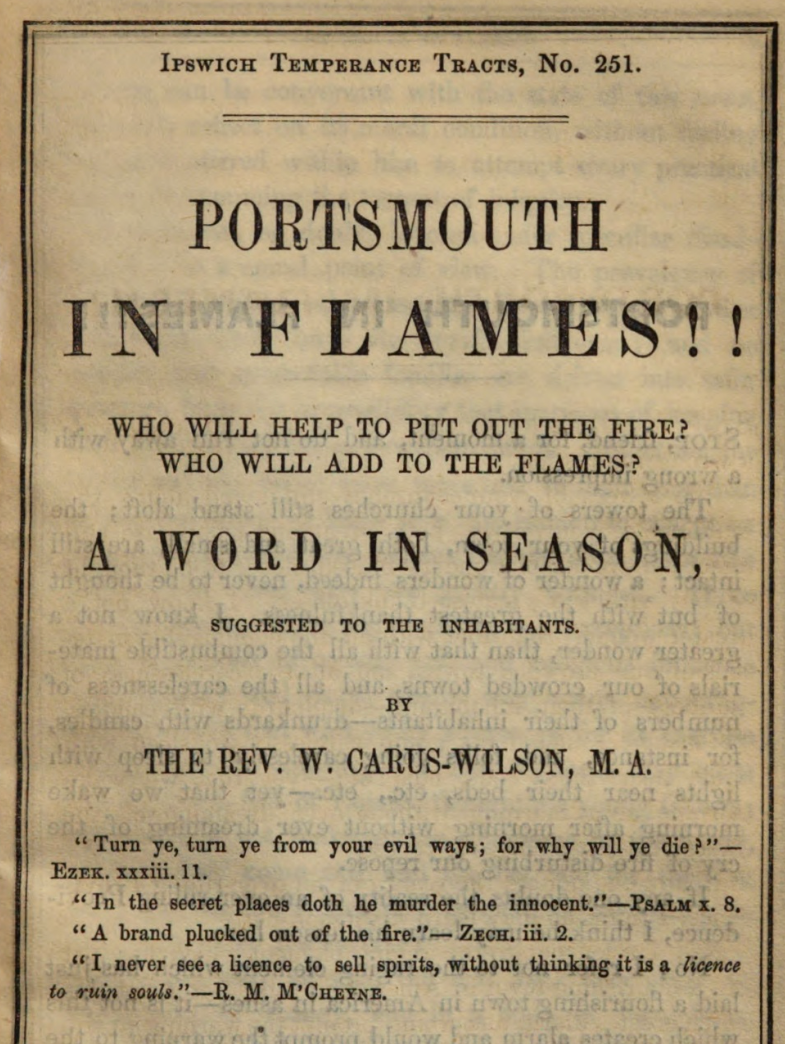 Ipswich Temperance Tracts, No. 251.
PORTSMOUTH
IN FLAMES!!
WHO WILL HELP TO PUT OUT THE FIRE?
WHO WILL ADD TO THE FLAMES?
A WORD IN SEASON,
SUGGESTED TO THE INHABITANTS.
BY
THE REV. W. CARUS-WILSON, M. A.
"Turn ye, turn ye from your evil ways; for why will ye die?"—
Ezek. xxxiii. 11.
"In the secret places doth he murder the innocent."—Psalm x. 8.
"A brand plucked out of the fire."—Zech. iii. 2.
"I never see a licence to sell spirits, without thinking it is a licence
to ruin souls."—R. M. M'Cheyne.